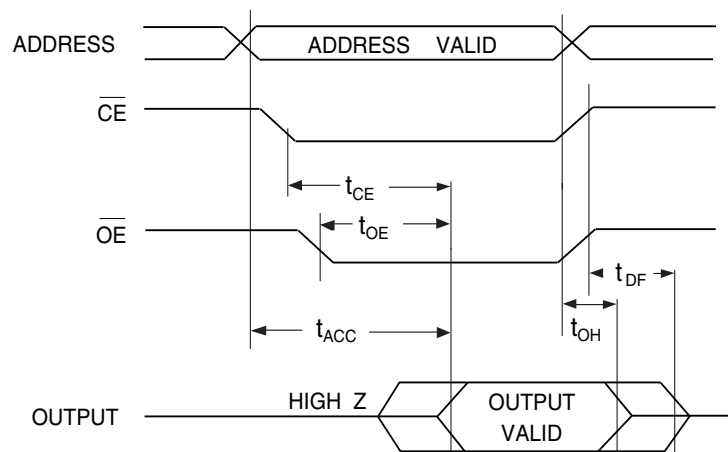 ADDRESS
ADDRESS VALID
CE
tCE
OE
tOE
tDF
tACC
tOH
OUTPUT
HIGH Z
OUTPUT
VALID